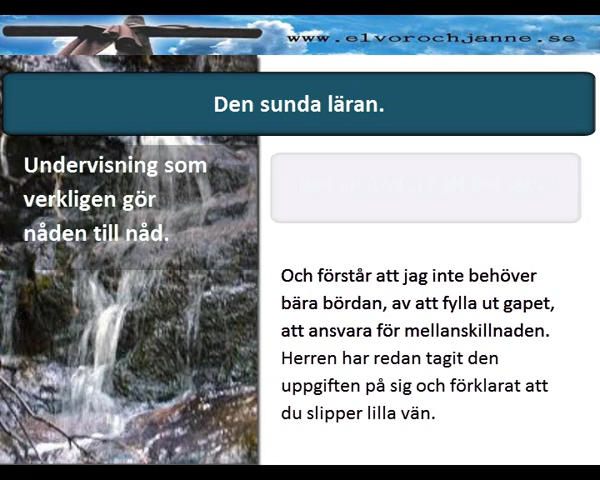 www.elvorochjanne.se
Den sunda läran.
Undervisning som
verkligen gör
nåden till nåd.
Och förstår att jag inte behöver
bära bördan, av att fylla ut gapet,
att ansvara för mellanskillnaden.
Herren har redan tagit den
uppgiften på sig och förklarat att
du slipper lilla vän.